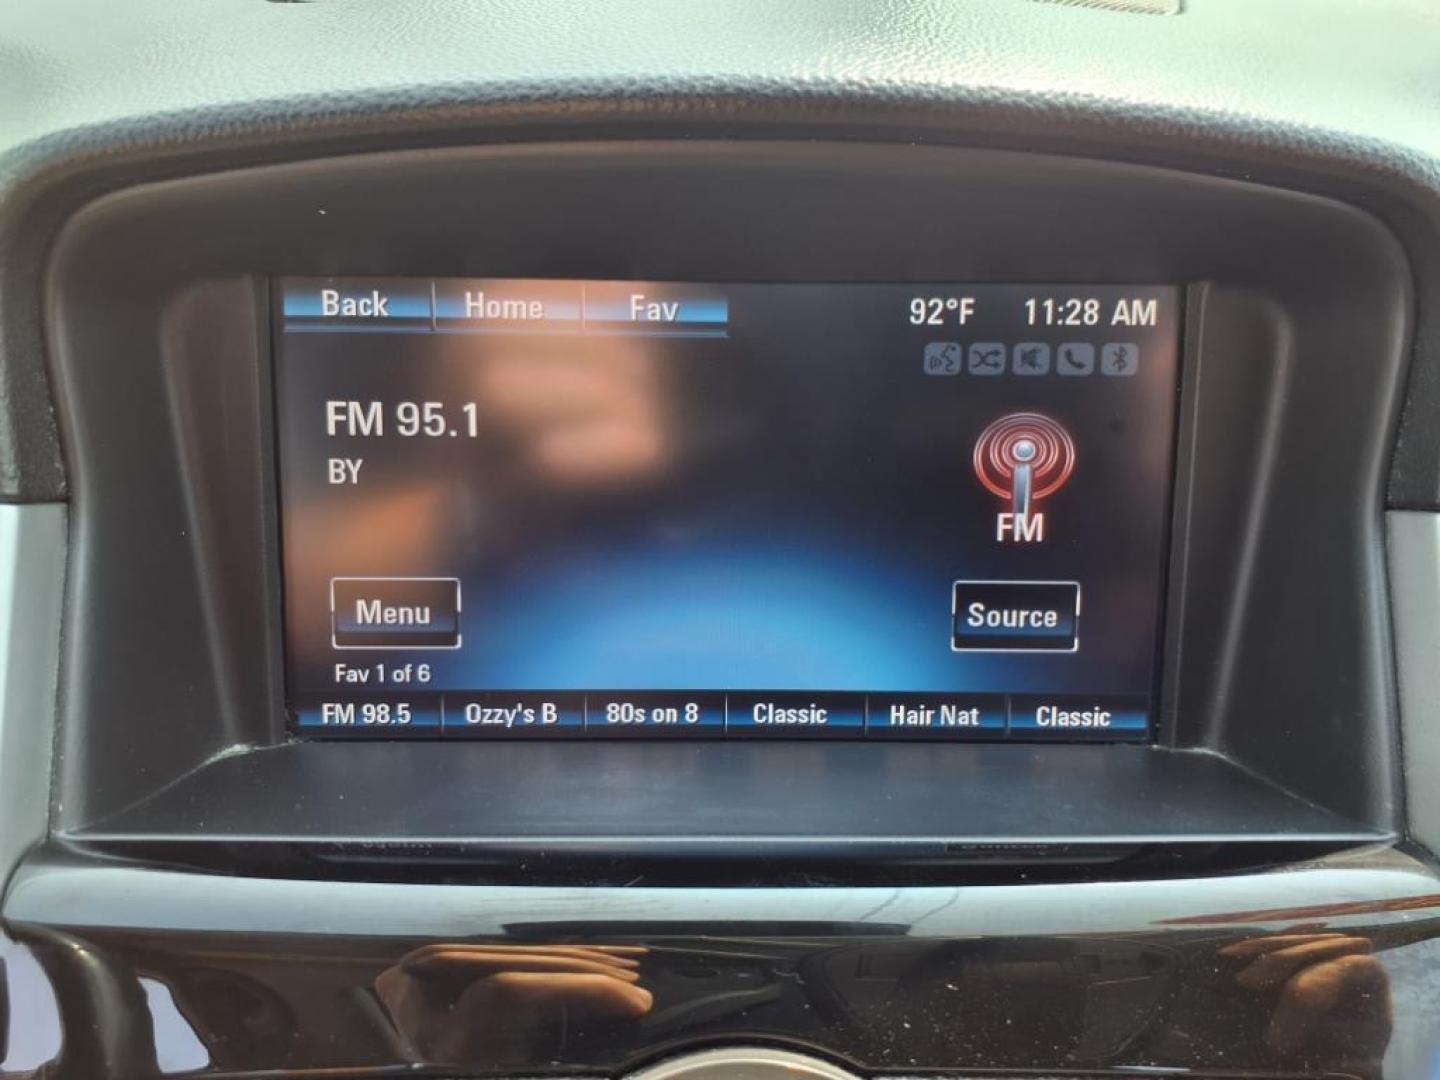 Back Home Fav 92°F 11:28 AM
FM 95.1
BY
FM
Menu Source
Fav 1 of 6
FM 98.5 Ozzy's B 80s on 8 Classic Hair Nat Classic